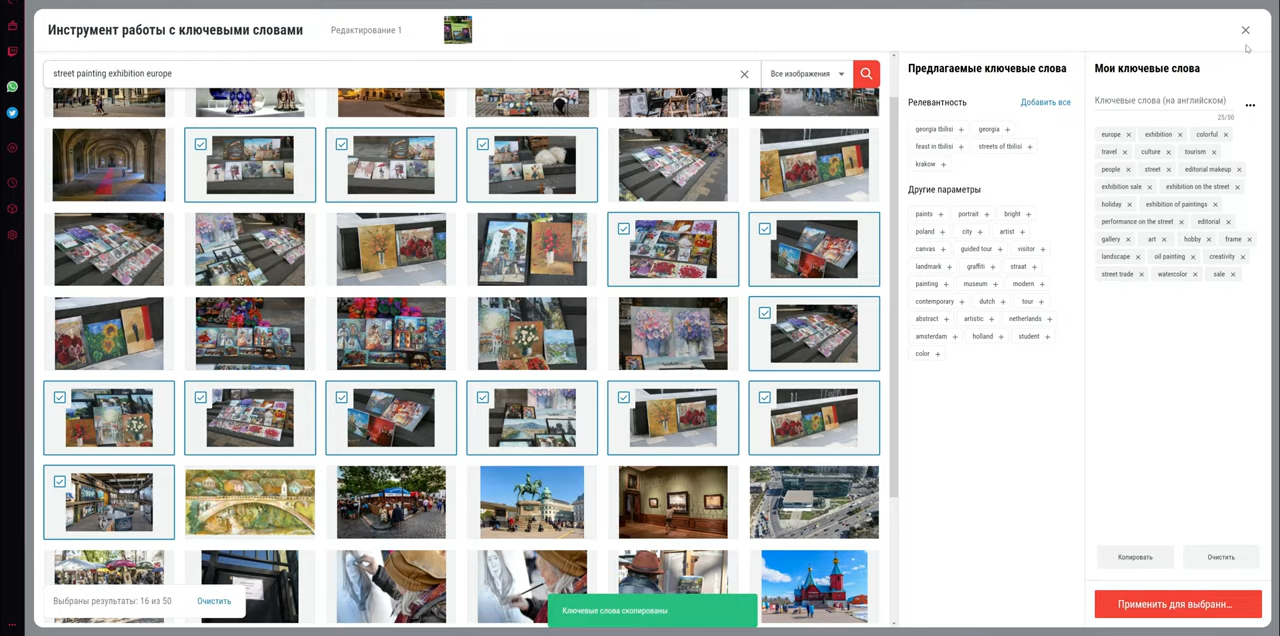 Инструмент работы с ключевыми словами
Редактирование 1
street painting exhibition europe
Все изображения
Выбраны результаты: 16 из 50
Очистить
Ключевые слова скопированы
Предлагаемые ключевые слова
Релевантность
Добавить все
georgia tbilisi + georgia +
feast in tbilisi + streets of tbilisi +
krakow +
Другие параметры
paints + portrait + bright +
poland + city + artist +
canvas + guided tour + visitor +
landmark + graffiti + straat +
painting + museum + modern +
contemporary + dutch + tour +
abstract + artistic + netherlands +
amsterdam + holland + student +
color +
Мои ключевые слова
Ключевые слова (на английском)
25/50
europe × exhibition × colorful ×
travel × culture × tourism ×
people × street × editorial makeup ×
exhibition sale × exhibition on the street ×
holiday × exhibition of paintings ×
performance on the street × editorial ×
gallery × art × hobby × frame ×
landscape × oil painting × creativity ×
street trade × watercolor × sale ×
Копировать
Очистить
Применить для выбранн...